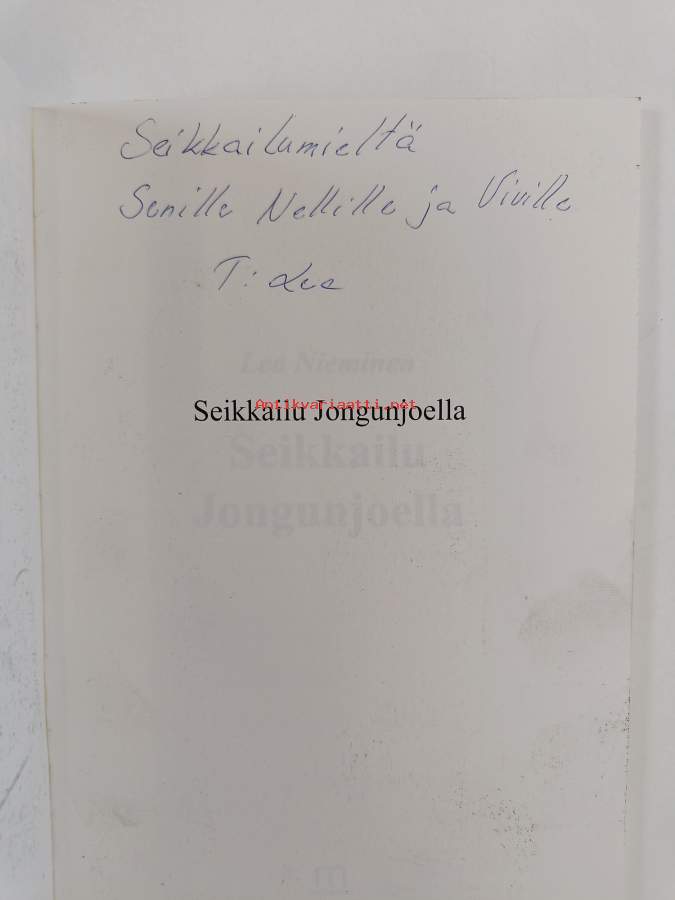 Seikkailumieltä
Senille Nellille ja Viville
T: Lea
Lea Nieminen
Seikkailu Jongunjoella
Antikvariaatti.net
Seikkailu
Jongunjoella
m